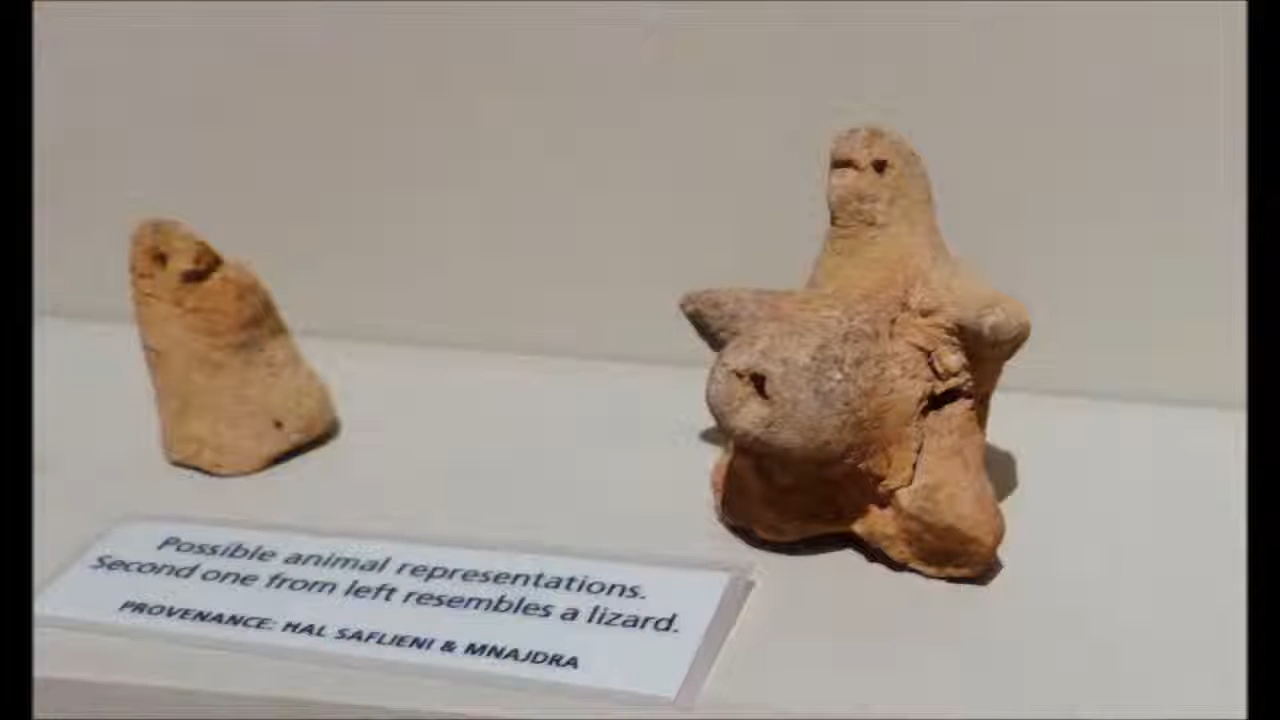 Possible animal representations.
Second one from left resembles a lizard.
PROVENANCE: HAL SAFLIENI & MNAJDRA